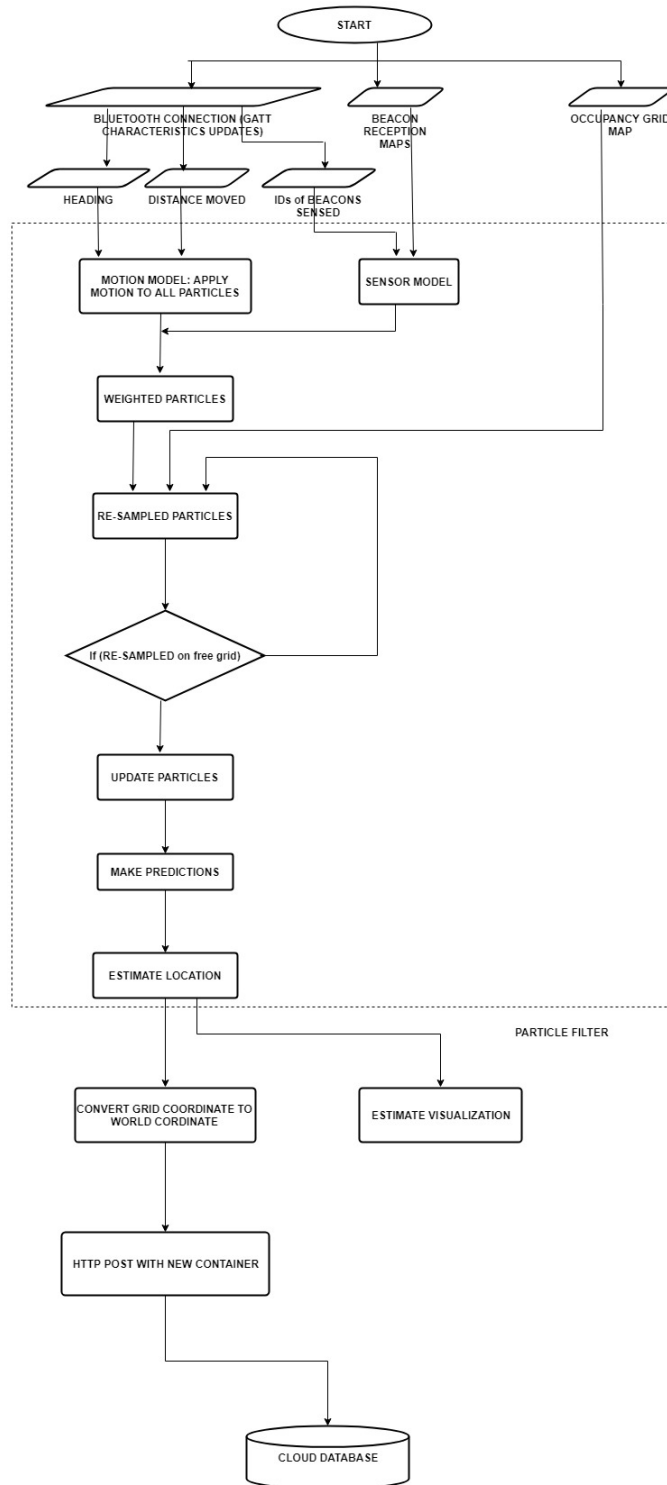 START
BLUETOOTH CONNECTION (GATT
CHARACTERISTICS UPDATES)
BEACON
RECEPTION
MAPS
OCCUPANCY GRID
MAP
HEADING
DISTANCE MOVED
IDs of BEACONS
SENSED
MOTION MODEL: APPLY
MOTION TO ALL PARTICLES
SENSOR MODEL
WEIGHTED PARTICLES
RE-SAMPLED PARTICLES
If (RE-SAMPLED on free grid)
UPDATE PARTICLES
MAKE PREDICTIONS
ESTIMATE LOCATION
PARTICLE FILTER
CONVERT GRID COORDINATE TO
WORLD CORDINATE
ESTIMATE VISUALIZATION
HTTP POST WITH NEW CONTAINER
CLOUD DATABASE